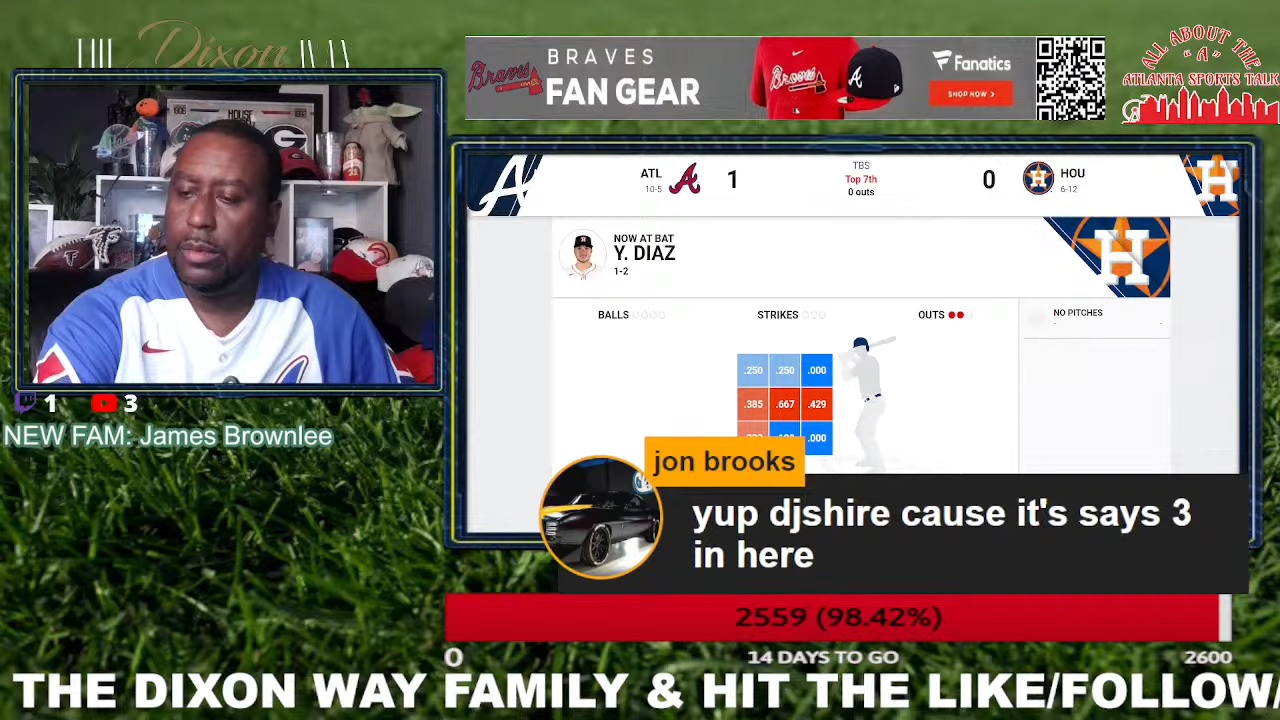 Dixon
BRAVES
FAN GEAR
Braves
Braves
Fanatics
SHOP NOW >
ALL ABOUT THE
"A"
ATLANTA SPORTS TALK
ATL
10-5
1
TBS
Top 7th
0 outs
0
HOU
6-12
NOW AT BAT
Y. DIAZ
1-2
BALLS
STRIKES
OUTS
NO PITCHES
.250 .250 .000
.385 .667 .429
.000
1 3
NEW FAM: James Brownlee
jon brooks
yup djshire cause it's says 3
in here
2559 (98.42%)
0 14 DAYS TO GO 2600
THE DIXON WAY FAMILY & HIT THE LIKE/FOLLOW/